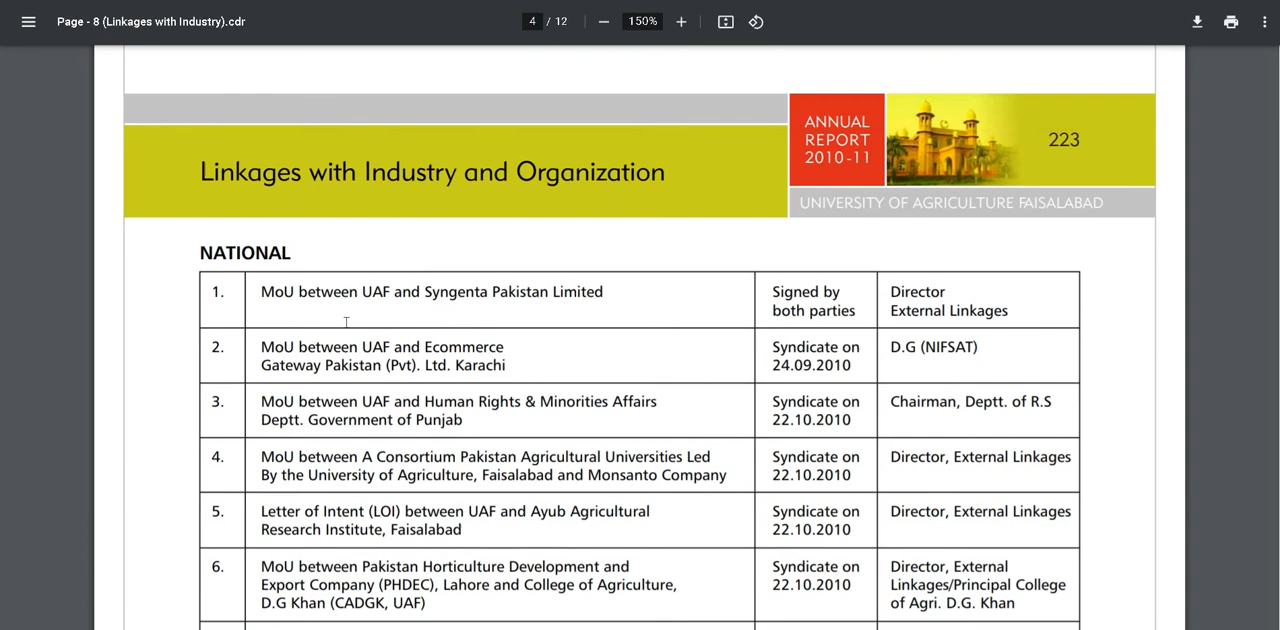 Page - 8 (Linkages with Industry).cdr
4 / 12
150%
ANNUAL
REPORT
2010-11
223
Linkages with Industry and Organization
UNIVERSITY OF AGRICULTURE FAISALABAD
NATIONAL
1. MoU between UAF and Syngenta Pakistan Limited Signed by Director
both parties External Linkages
2. MoU between UAF and Ecommerce Syndicate on D.G (NIFSAT)
Gateway Pakistan (Pvt). Ltd. Karachi 24.09.2010
3. MoU between UAF and Human Rights & Minorities Affairs Syndicate on Chairman, Deptt. of R.S
Deptt. Government of Punjab 22.10.2010
4. MoU between A Consortium Pakistan Agricultural Universities Led Syndicate on Director, External Linkages
By the University of Agriculture, Faisalabad and Monsanto Company 22.10.2010
5. Letter of Intent (LOI) between UAF and Ayub Agricultural Syndicate on Director, External Linkages
Research Institute, Faisalabad 22.10.2010
6. MoU between Pakistan Horticulture Development and Syndicate on Director, External
Export Company (PHDEC), Lahore and College of Agriculture, 22.10.2010 Linkages/Principal College
D.G Khan (CADGK, UAF) of Agri. D.G. Khan